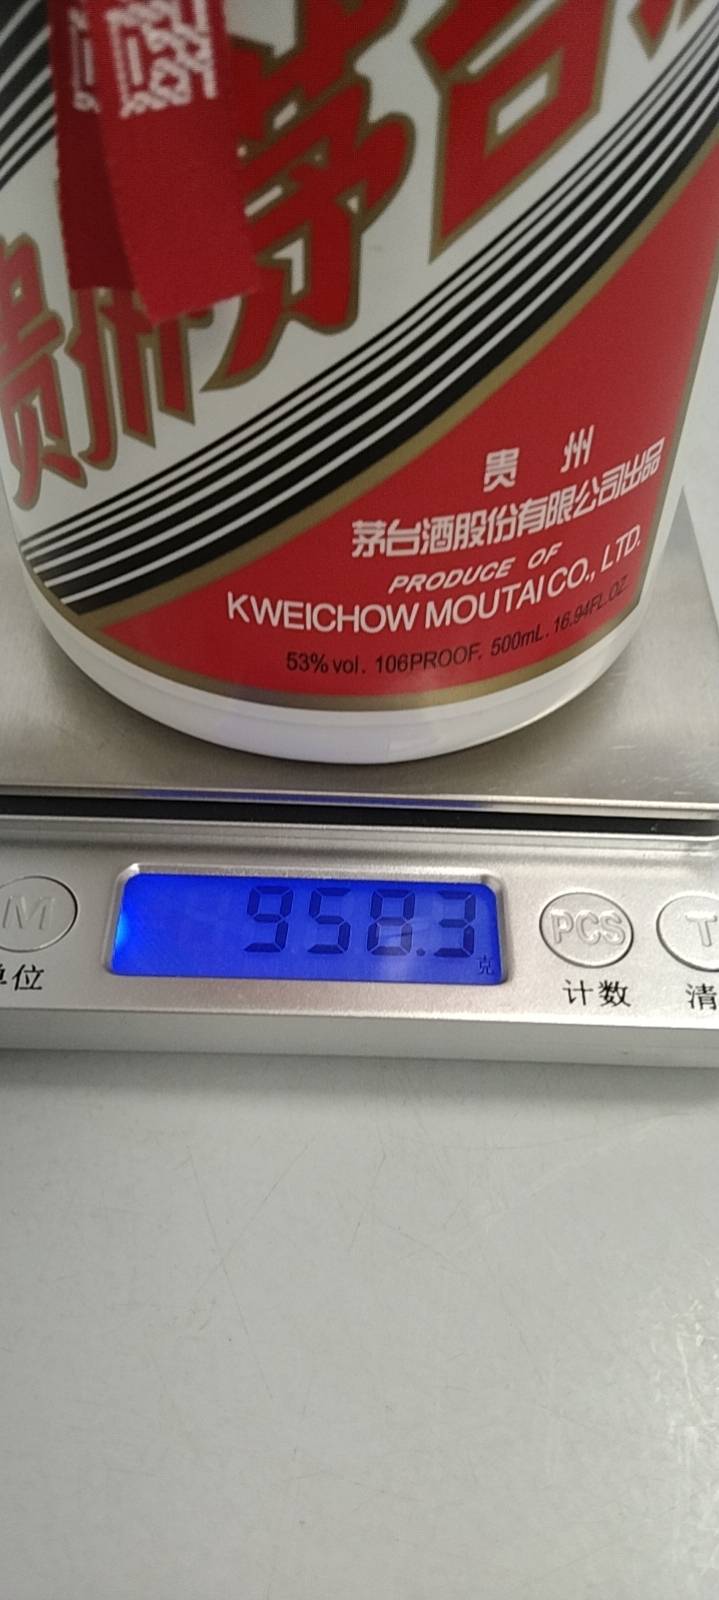 贵州茅台
贵 州
茅台酒股份有限公司出品
PRODUCE OF
KWEICHOW MOUTAI CO., LTD.
53% vol. 106PROOF. 500mL. 16.94FL.OZ.
958.3
克
M
PCS
T
单位
计数
清